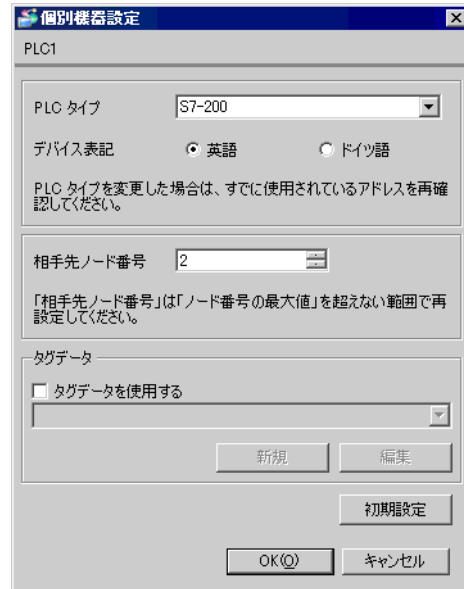 個別機器設定
PLC1
PLC タイプ S7-200
デバイス表記 英語 ドイツ語
PLC タイプを変更した場合は、すでに使用されているアドレスを再確
認してください。
相手先ノード番号 2
「相手先ノード番号」は「ノード番号の最大値」を超えない範囲で再
設定してください。
タグデータ
タグデータを使用する
新規 編集
初期設定
OK(O) キャンセル